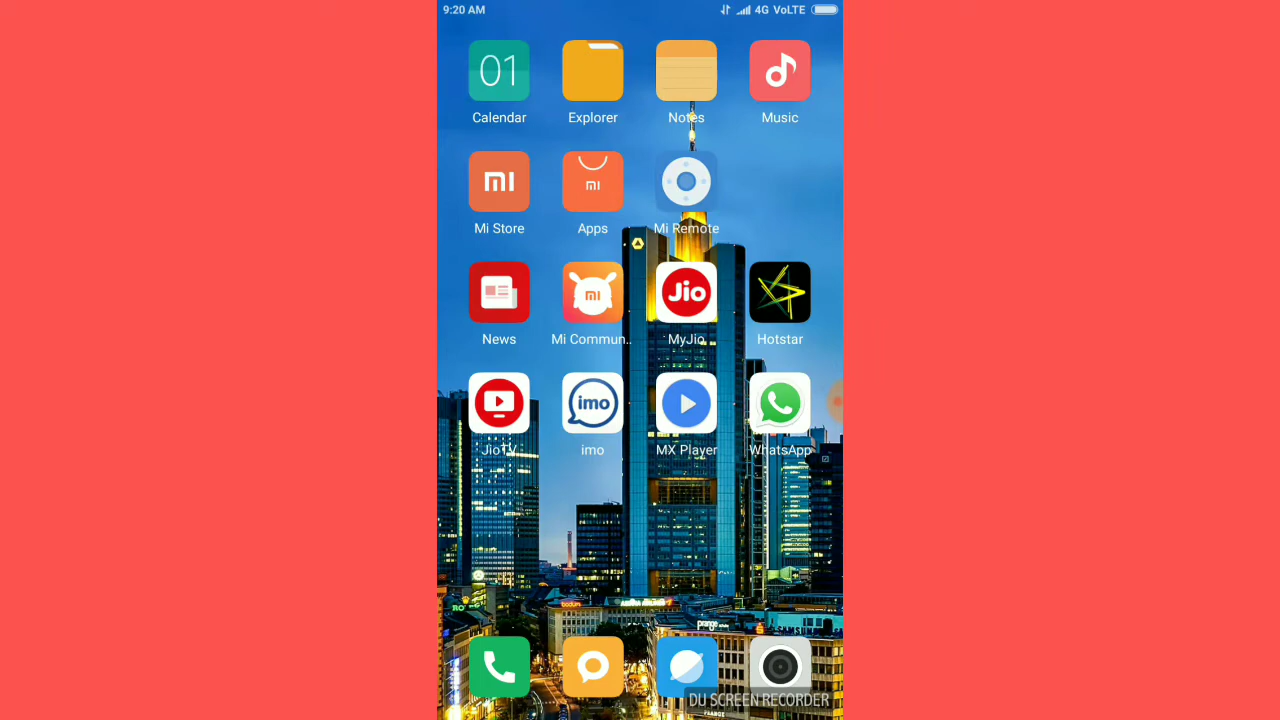 9:20 AM 4G VoLTE
01
Calendar Explorer Notes Music
mi mi
Mi Store Apps Mi Remote
mi Jio
News Mi Commun.. MyJio Hotstar
imo
JioTV imo MX Player WhatsApp
DU SCREEN RECORDER
FRANCE